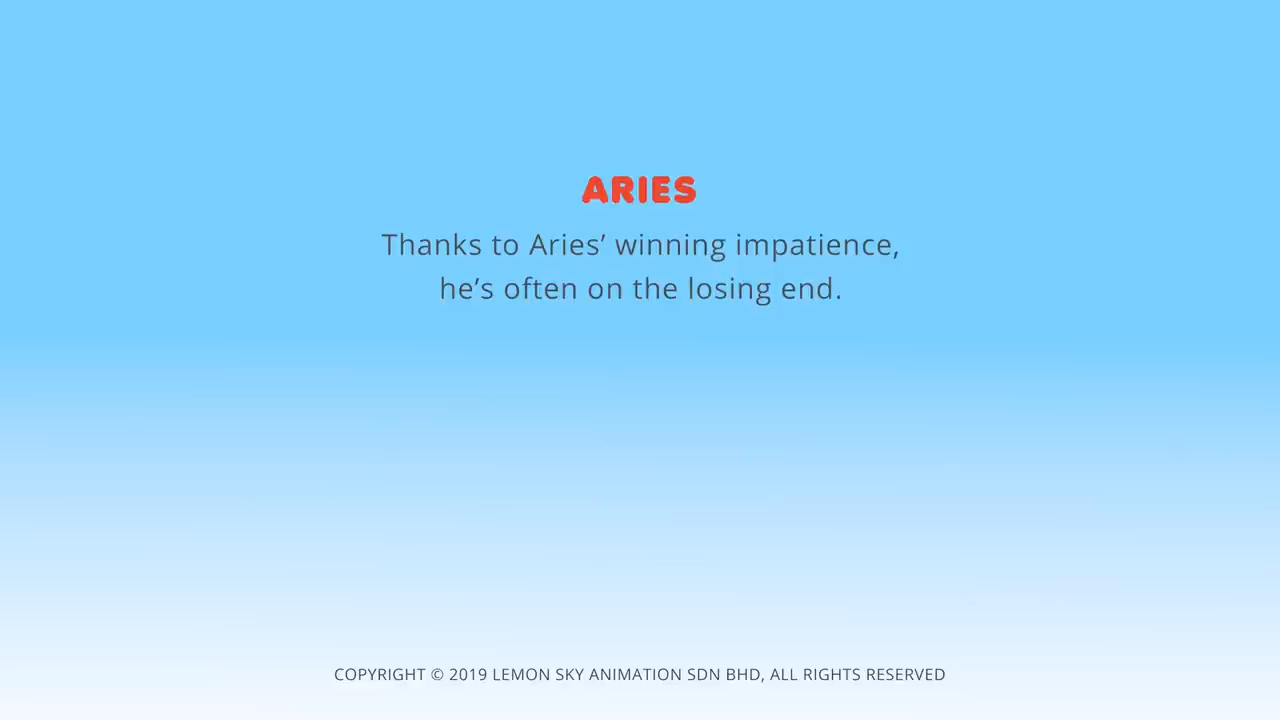 ARIES
Thanks to Aries’ winning impatience,
he’s often on the losing end.
COPYRIGHT © 2019 LEMON SKY ANIMATION SDN BHD, ALL RIGHTS RESERVED